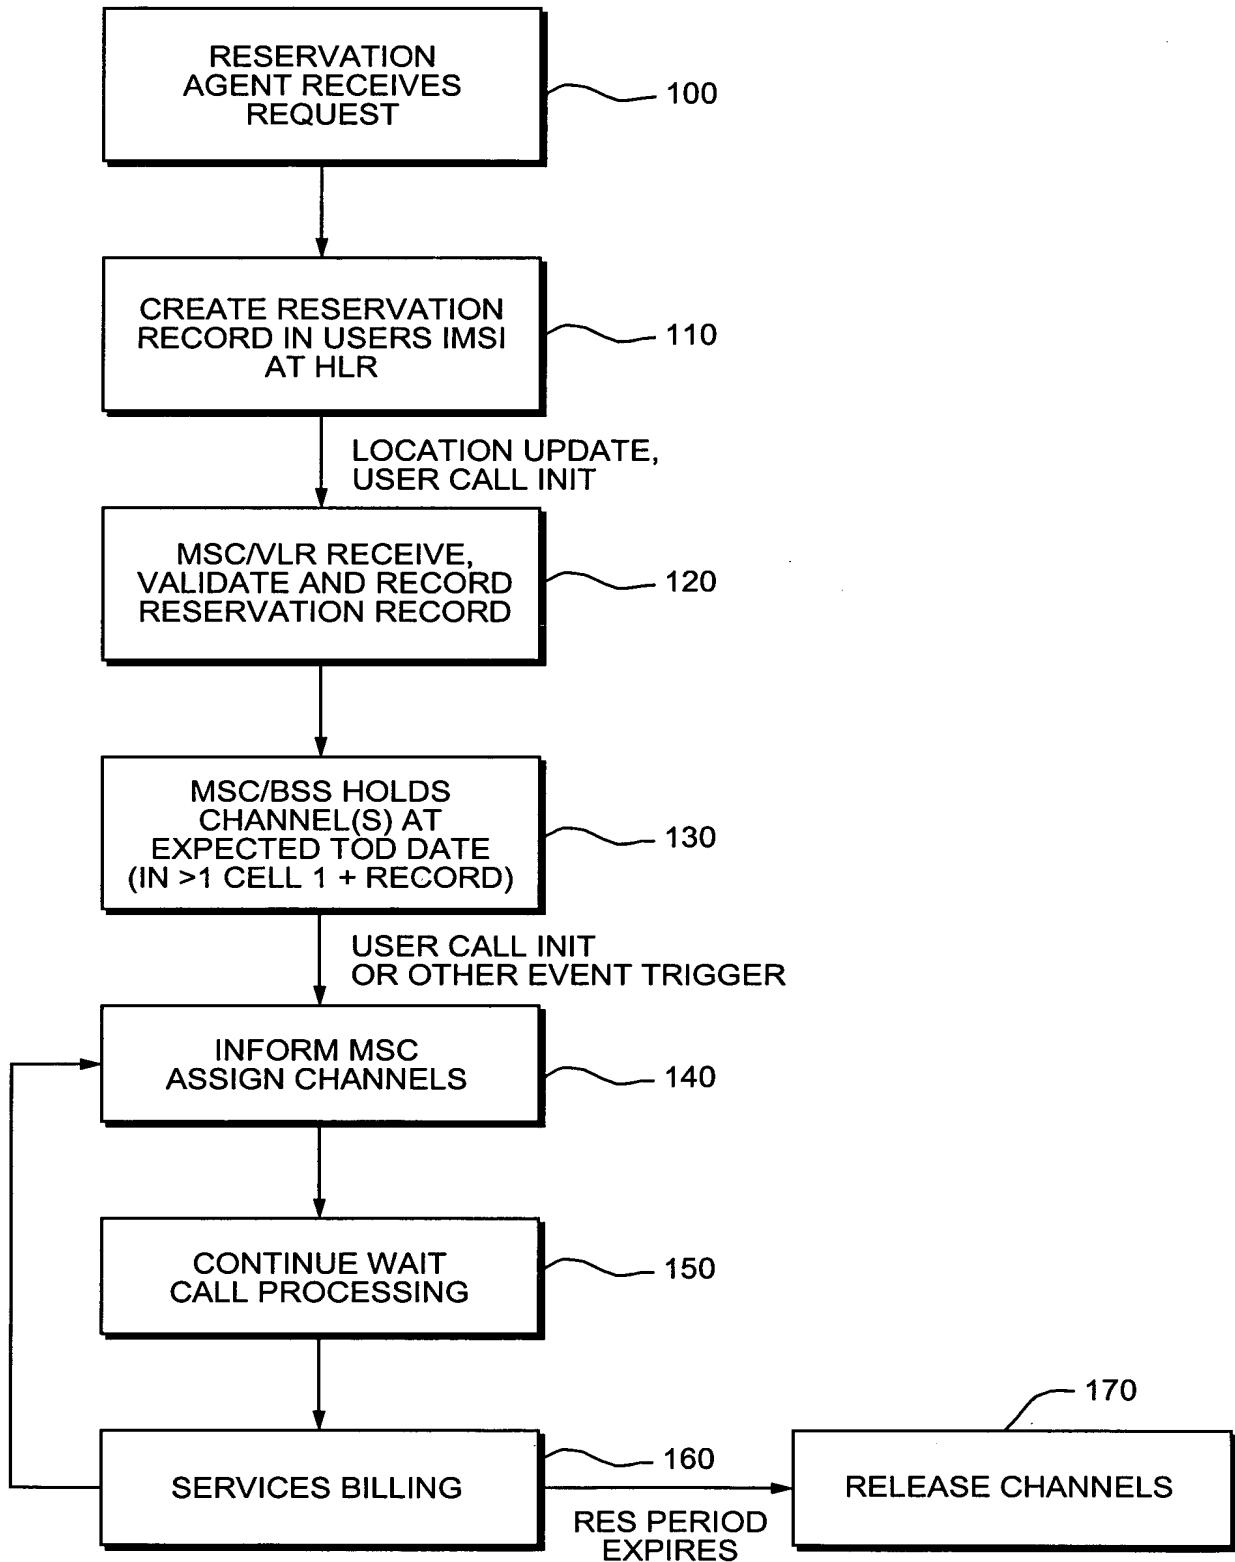 RESERVATION
AGENT RECEIVES
REQUEST
100
CREATE RESERVATION
RECORD IN USERS IMSI
AT HLR
110
LOCATION UPDATE,
USER CALL INIT
MSC/VLR RECEIVE,
VALIDATE AND RECORD
RESERVATION RECORD
120
MSC/BSS HOLDS
CHANNEL(S) AT
EXPECTED TOD DATE
(IN >1 CELL 1 + RECORD)
130
USER CALL INIT
OR OTHER EVENT TRIGGER
INFORM MSC
ASSIGN CHANNELS
140
CONTINUE WAIT
CALL PROCESSING
150
SERVICES BILLING
160
RES PERIOD
EXPIRES
170
RELEASE CHANNELS